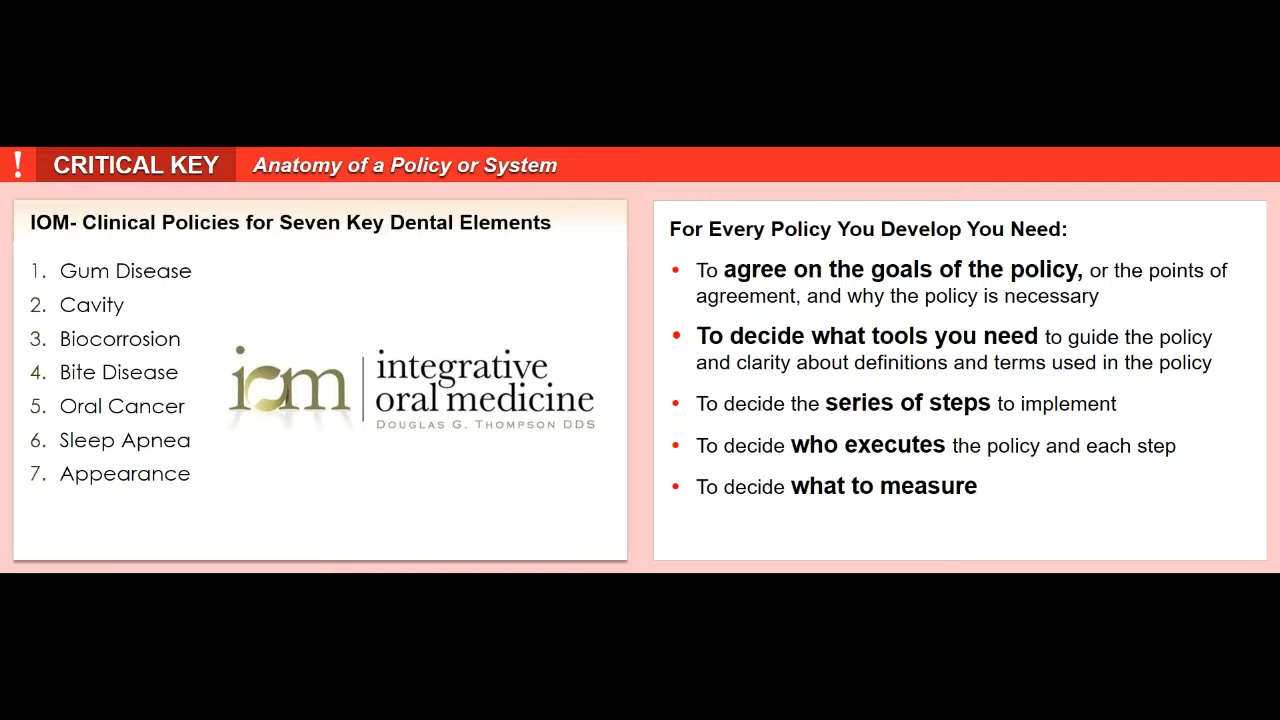 ! CRITICAL KEY Anatomy of a Policy or System
IOM- Clinical Policies for Seven Key Dental Elements
1. Gum Disease
2. Cavity
3. Biocorrosion
4. Bite Disease
5. Oral Cancer
6. Sleep Apnea
7. Appearance
iom integrative
oral medicine
DOUGLAS G. THOMPSON DDS
For Every Policy You Develop You Need:
• To agree on the goals of the policy, or the points of
agreement, and why the policy is necessary
• To decide what tools you need to guide the policy
and clarity about definitions and terms used in the policy
• To decide the series of steps to implement
• To decide who executes the policy and each step
• To decide what to measure